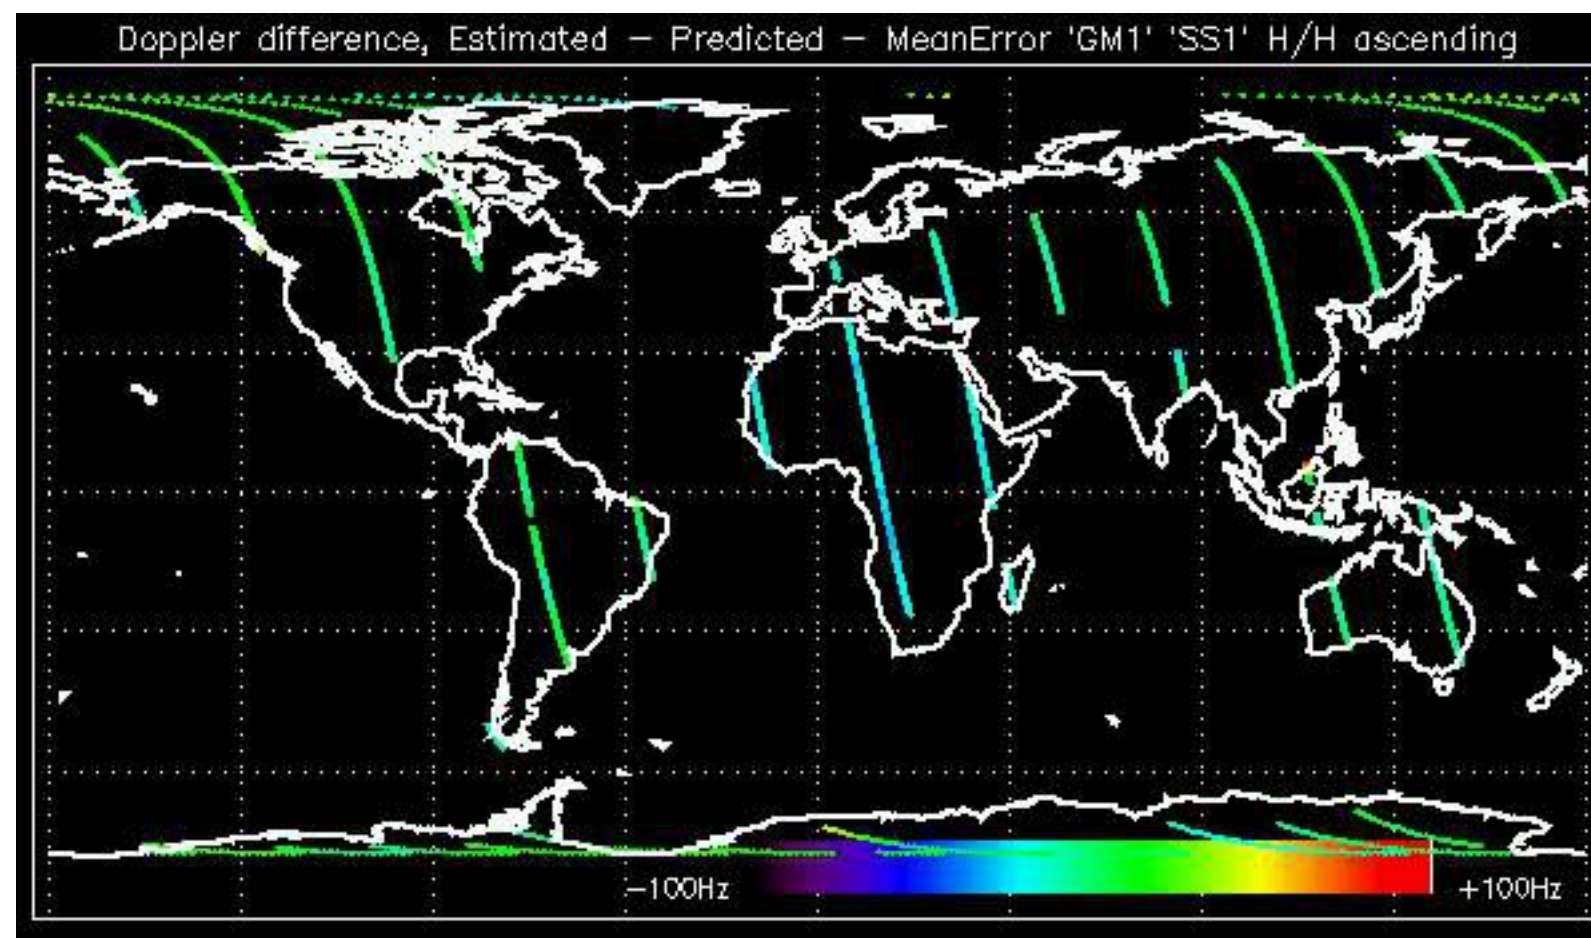 Doppler difference, Estimated – Predicted – MeanError 'GM1' 'SS1' H/H ascending
–100Hz
+100Hz